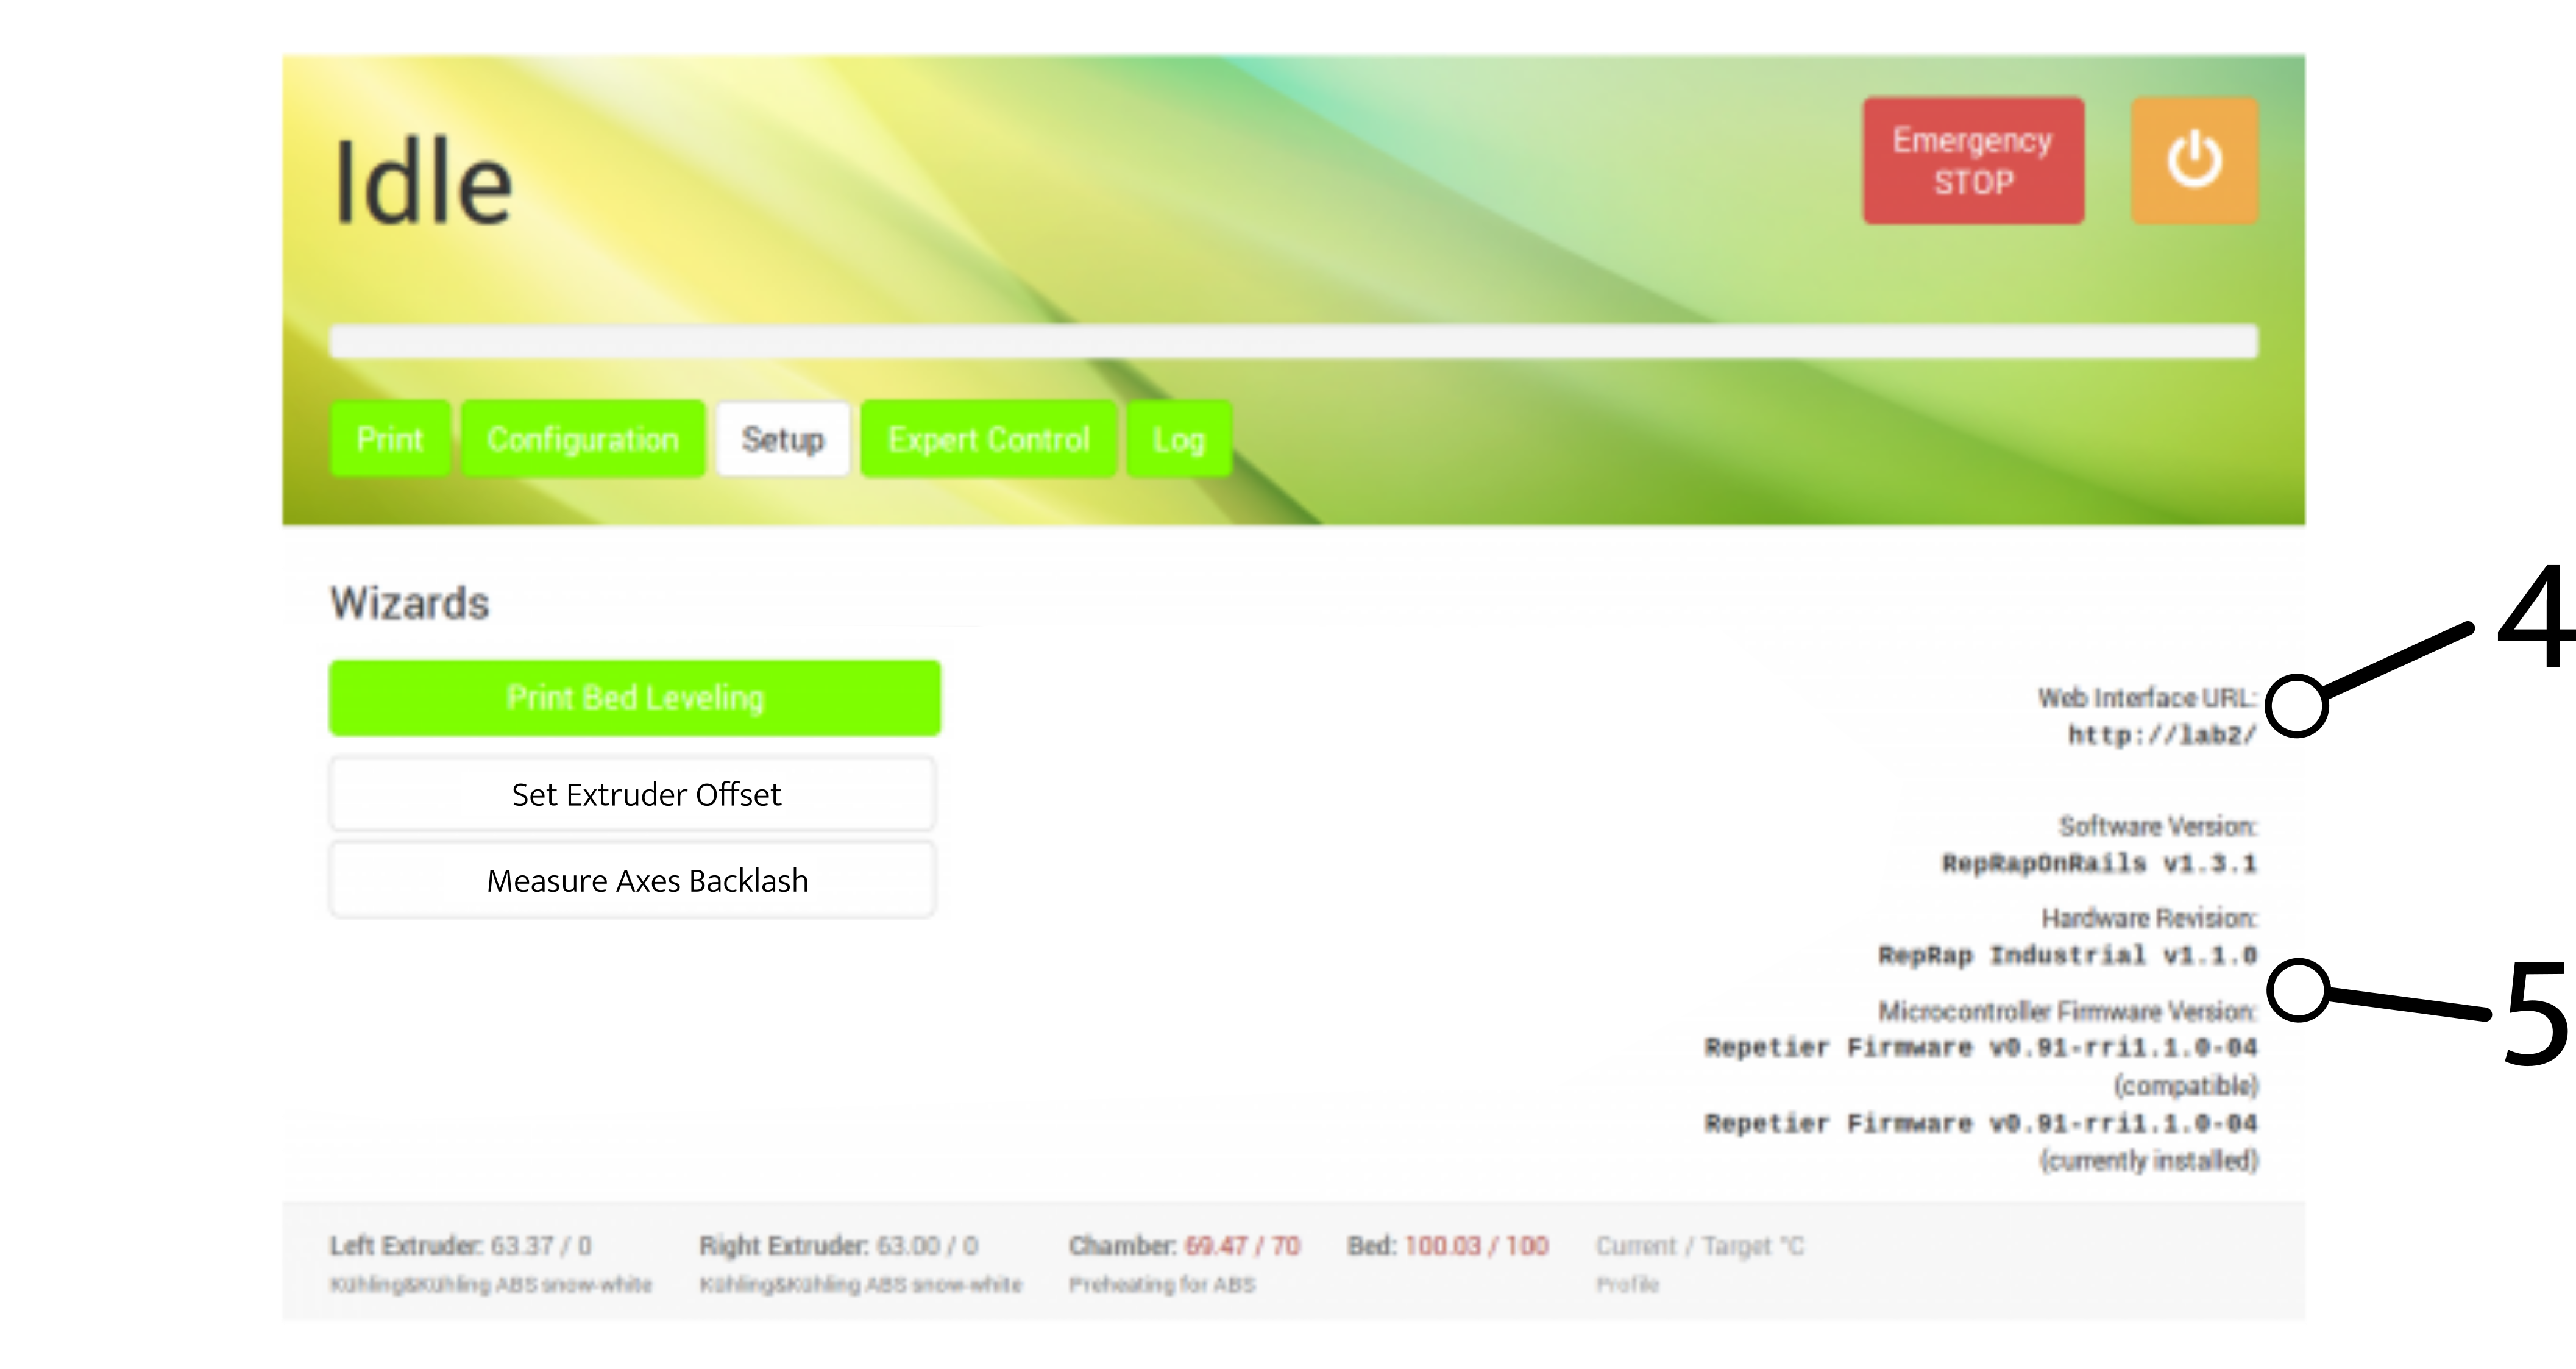 Idle
Emergency
STOP
Print
Configuration
Setup
Expert Control
Log
Wizards
Print Bed Leveling
Set Extruder Offset
Measure Axes Backlash
4
Web Interface URL:
http://lab2/
Software Version:
RepRapOnRails v1.3.1
Hardware Revision:
RepRap Industrial v1.1.0
5
Microcontroller Firmware Version:
Repetier Firmware v0.91-rri1.1.0-04
(compatible)
Repetier Firmware v0.91-rri1.1.0-04
(currently installed)
Left Extruder: 63.37 / 0
Kühling&Kühling ABS snow-white
Right Extruder: 63.00 / 0
Kühling&Kühling ABS snow-white
Chamber: 69.47 / 70
Preheating for ABS
Bed: 100.03 / 100
Current / Target °C
Profile